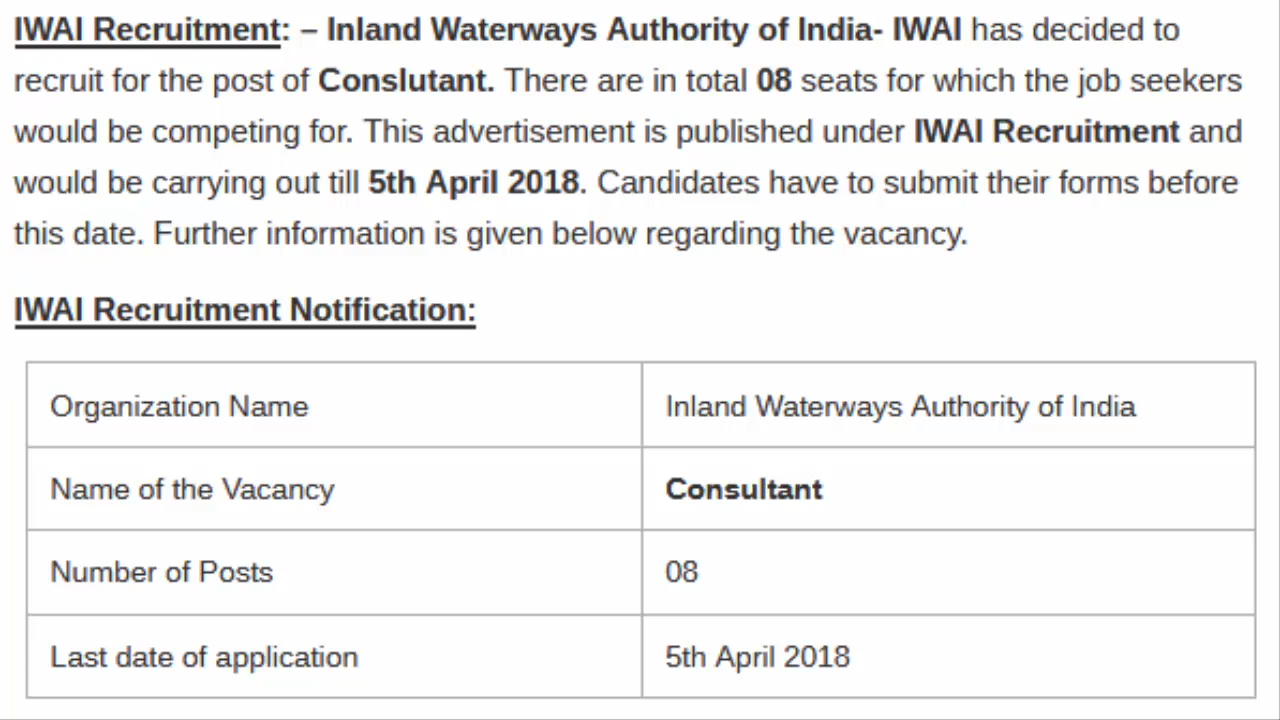 IWAI Recruitment: – Inland Waterways Authority of India- IWAI has decided to
recruit for the post of Conslutant. There are in total 08 seats for which the job seekers
would be competing for. This advertisement is published under IWAI Recruitment and
would be carrying out till 5th April 2018. Candidates have to submit their forms before
this date. Further information is given below regarding the vacancy.
IWAI Recruitment Notification:
Organization Name Inland Waterways Authority of India
Name of the Vacancy Consultant
Number of Posts 08
Last date of application 5th April 2018